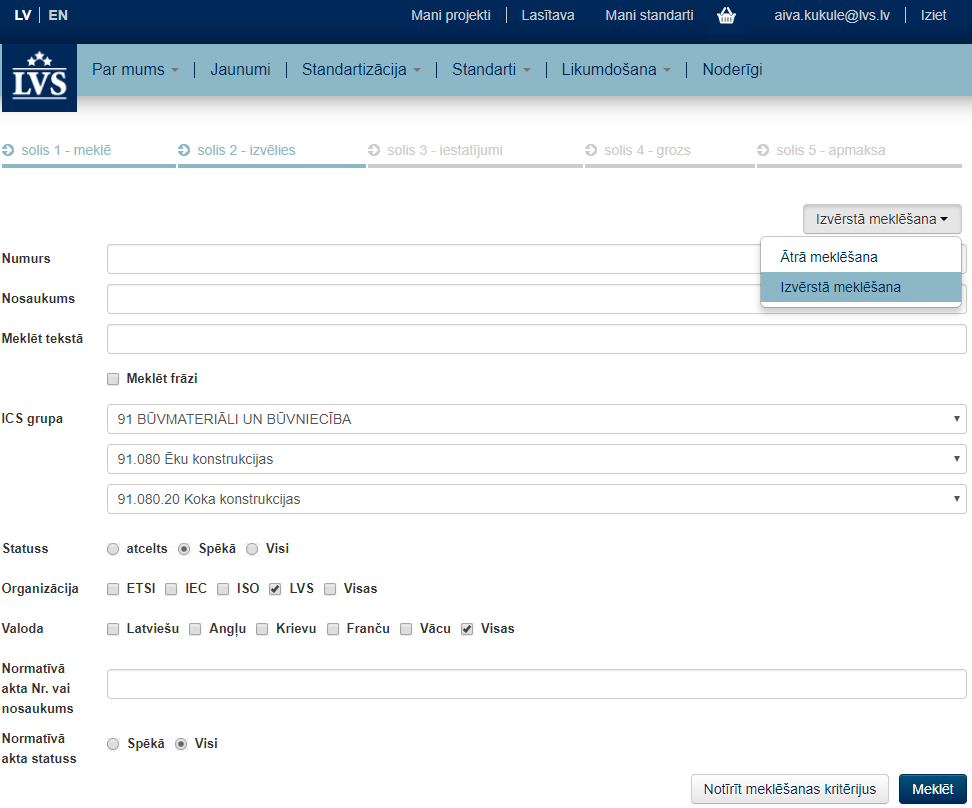 LV | EN Mani projekti | Lasītava Mani standarti aiva.kukule@lvs.lv | Iziet
LVS Par mums | Jaunumi | Standartizācija | Standarti | Likumdošana | Noderīgi
solis 1 - meklē solis 2 - izvēlies solis 3 - iestatījumi solis 4 - grozs solis 5 - apmaksa
Izvērstā meklēšana
Ātrā meklēšana
Izvērstā meklēšana
Numurs
Nosaukums
Meklēt tekstā
Meklēt frāzi
ICS grupa 91 BŪVMATERIĀLI UN BŪVNIECĪBA
91.080 Ēku konstrukcijas
91.080.20 Koka konstrukcijas
Statuss atcelts Spēkā Visi
Organizācija ETSI IEC ISO LVS Visas
Valoda Latviešu Angļu Krievu Franču Vācu Visas
Normatīvā
akta Nr. vai
nosaukums
Normatīvā
akta statuss
Spēkā Visi
Notīrīt meklēšanas kritērijus Meklēt